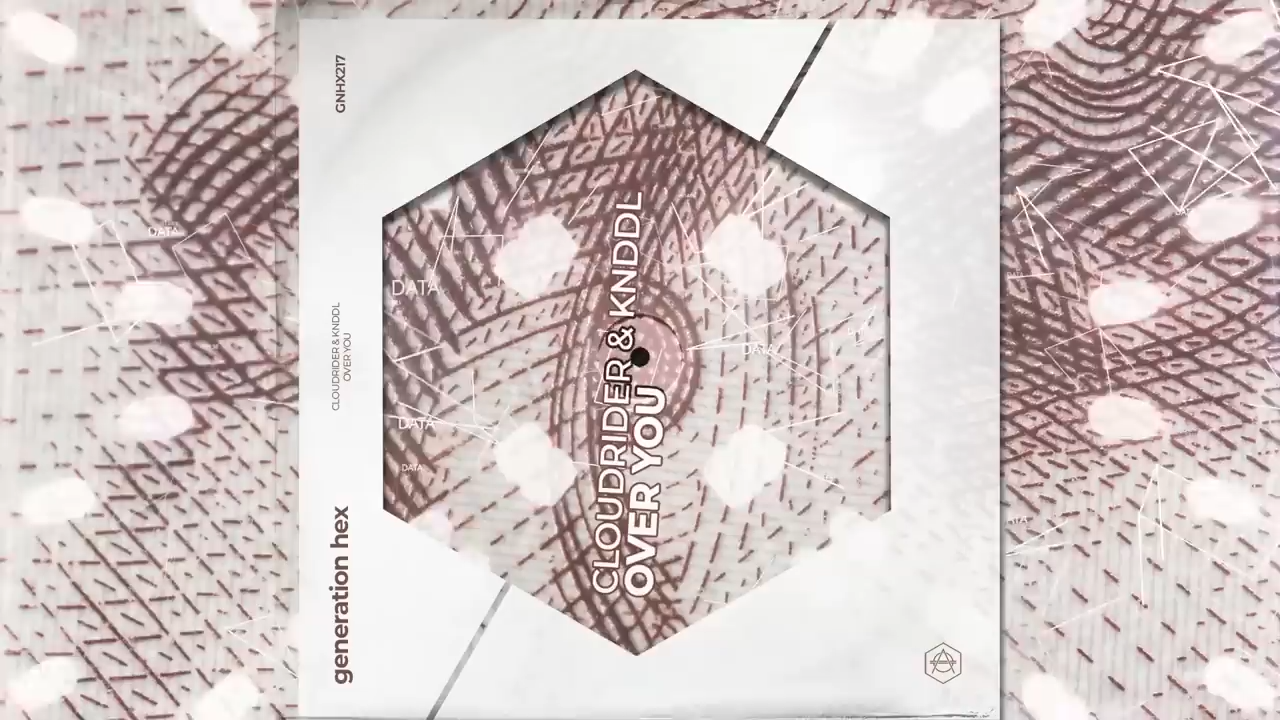 GNHX217
CLOUDRIDER & KNDDL
OVER YOU
generation hex
CLOUDRIDER & KNDDL
OVER YOU
DATA
DATA
DATA
DATA
DATA